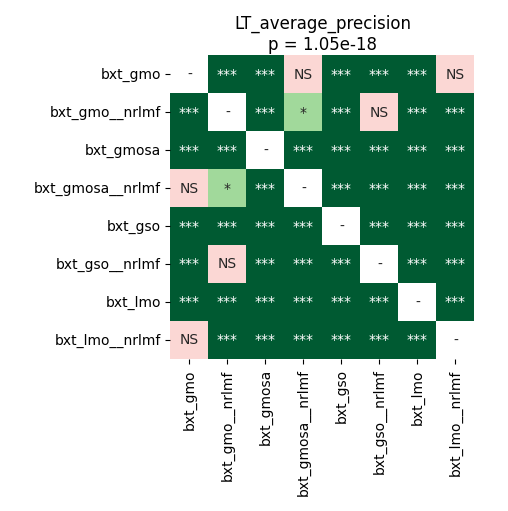 LT_average_precision
p = 1.05e-18
bxt_gmo - *** *** NS *** *** *** NS
bxt_gmo__nrlmf *** - *** * *** NS *** ***
bxt_gmosa *** *** - *** *** *** *** ***
bxt_gmosa__nrlmf NS * *** - *** *** *** ***
bxt_gso *** *** *** *** - *** *** ***
bxt_gso__nrlmf *** NS *** *** *** - *** ***
bxt_lmo *** *** *** *** *** *** - ***
bxt_lmo__nrlmf NS *** *** *** *** *** *** -
bxt_gmo
bxt_gmo__nrlmf
bxt_gmosa
bxt_gmosa__nrlmf
bxt_gso
bxt_gso__nrlmf
bxt_lmo
bxt_lmo__nrlmf